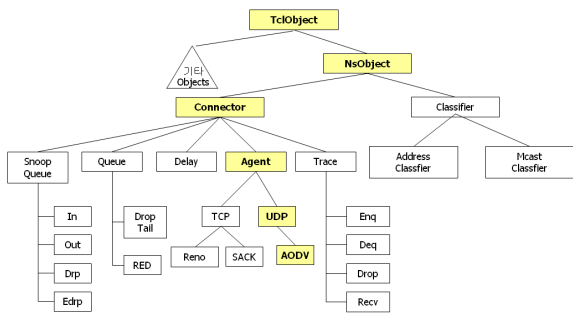 TclObject
기타
Objects
NsObject
Connector
Classifier
Snoop
Queue
Queue
Delay
Agent
Trace
Address
Classfier
Mcast
Classfier
In
Out
Drp
Edrp
Drop
Tail
RED
TCP
UDP
Reno
SACK
AODV
Enq
Deq
Drop
Recv